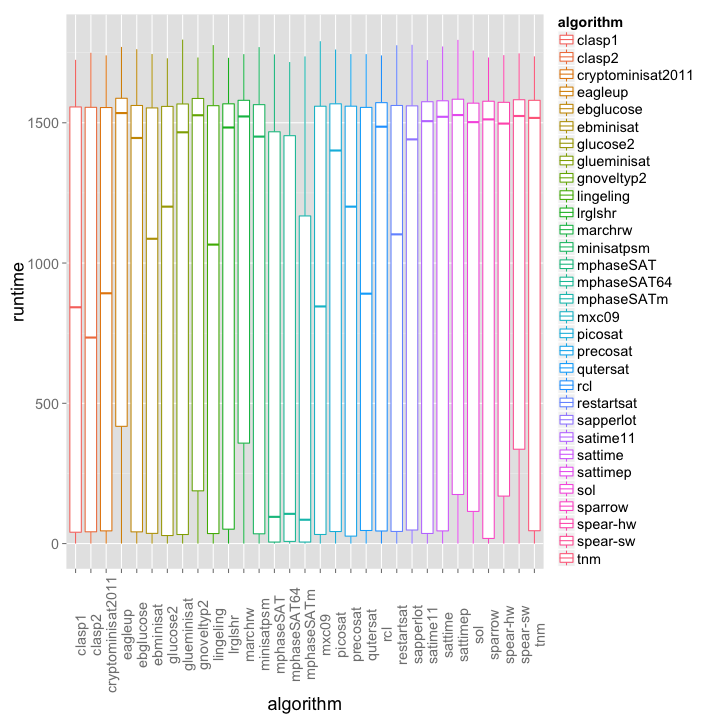 algorithm
clasp1
clasp2
cryptominisat2011
eagleup
ebglucose
ebminisat
glucose2
glueminisat
gnoveltyp2
lingeling
lrglshr
marchrw
minisatpsm
mphaseSAT
mphaseSAT64
mphaseSATm
mxc09
picosat
precosat
qutersat
rcl
restartsat
sapperlot
satime11
sattime
sattimep
sol
sparrow
spear-hw
spear-sw
tnm
1500
1000
500
0
runtime
clasp1
clasp2
cryptominisat2011
eagleup
ebglucose
ebminisat
glucose2
glueminisat
gnoveltyp2
lingeling
lrglshr
marchrw
minisatpsm
mphaseSAT
mphaseSAT64
mphaseSATm
mxc09
picosat
precosat
qutersat
rcl
restartsat
sapperlot
satime11
sattime
sattimep
sol
sparrow
spear-hw
spear-sw
tnm
algorithm